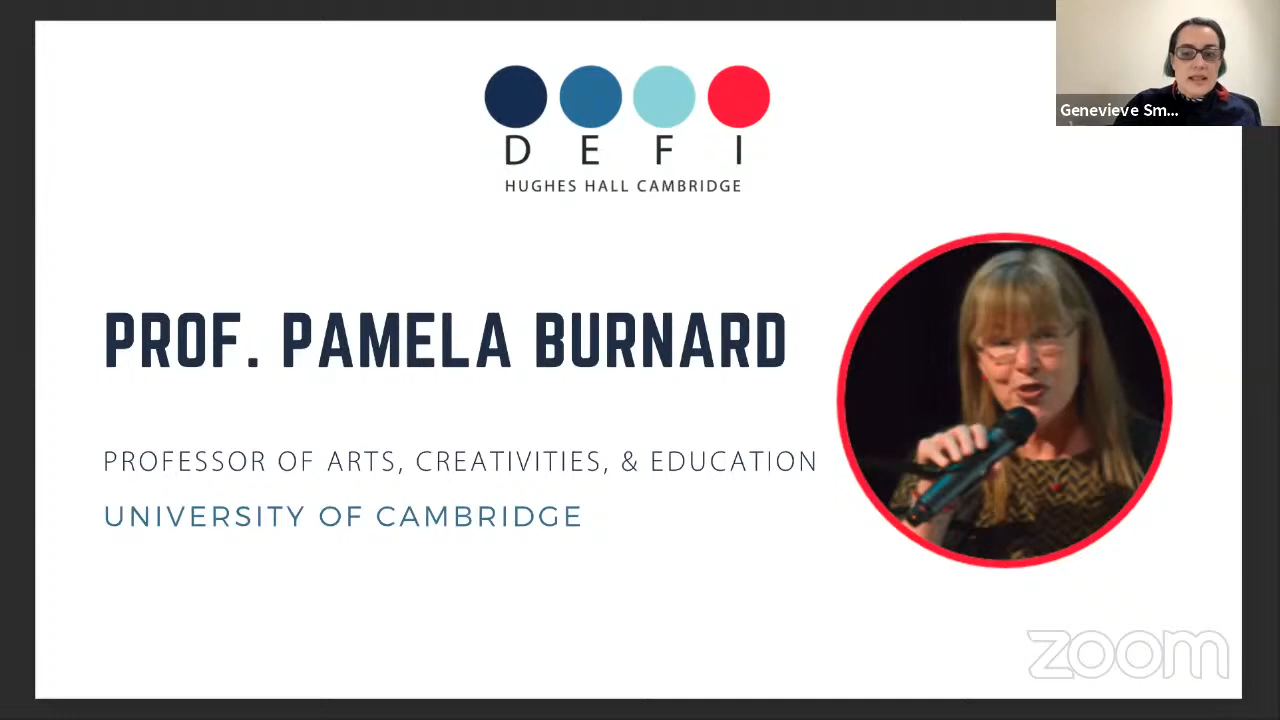 Genevieve Sm...
D E F I
HUGHES HALL CAMBRIDGE
PROF. PAMELA BURNARD
PROFESSOR OF ARTS, CREATIVITIES, & EDUCATION
UNIVERSITY OF CAMBRIDGE
zoom